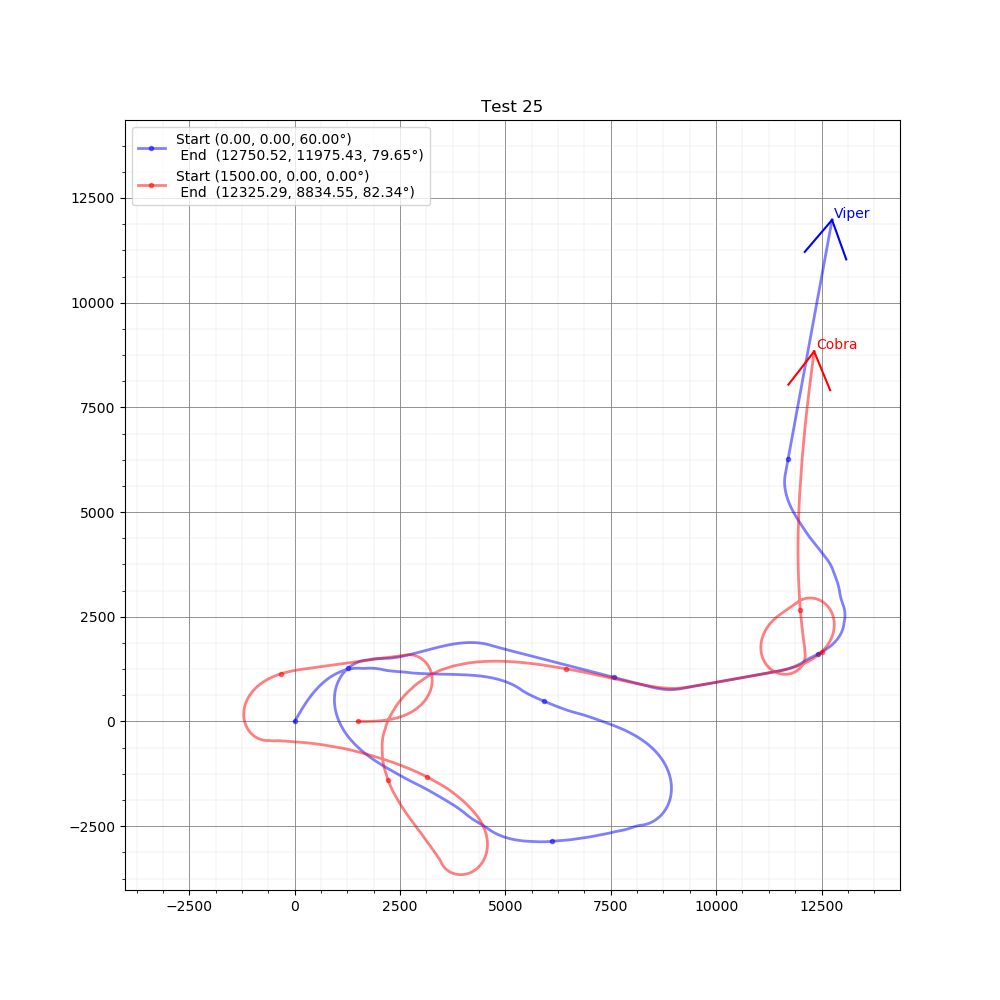 Test 25
Start (0.00, 0.00, 60.00°)
End  (12750.52, 11975.43, 79.65°)
Start (1500.00, 0.00, 0.00°)
End  (12325.29, 8834.55, 82.34°)
12500
Viper
10000
Cobra
7500
5000
2500
0
−2500
−2500
0
2500
5000
7500
10000
12500